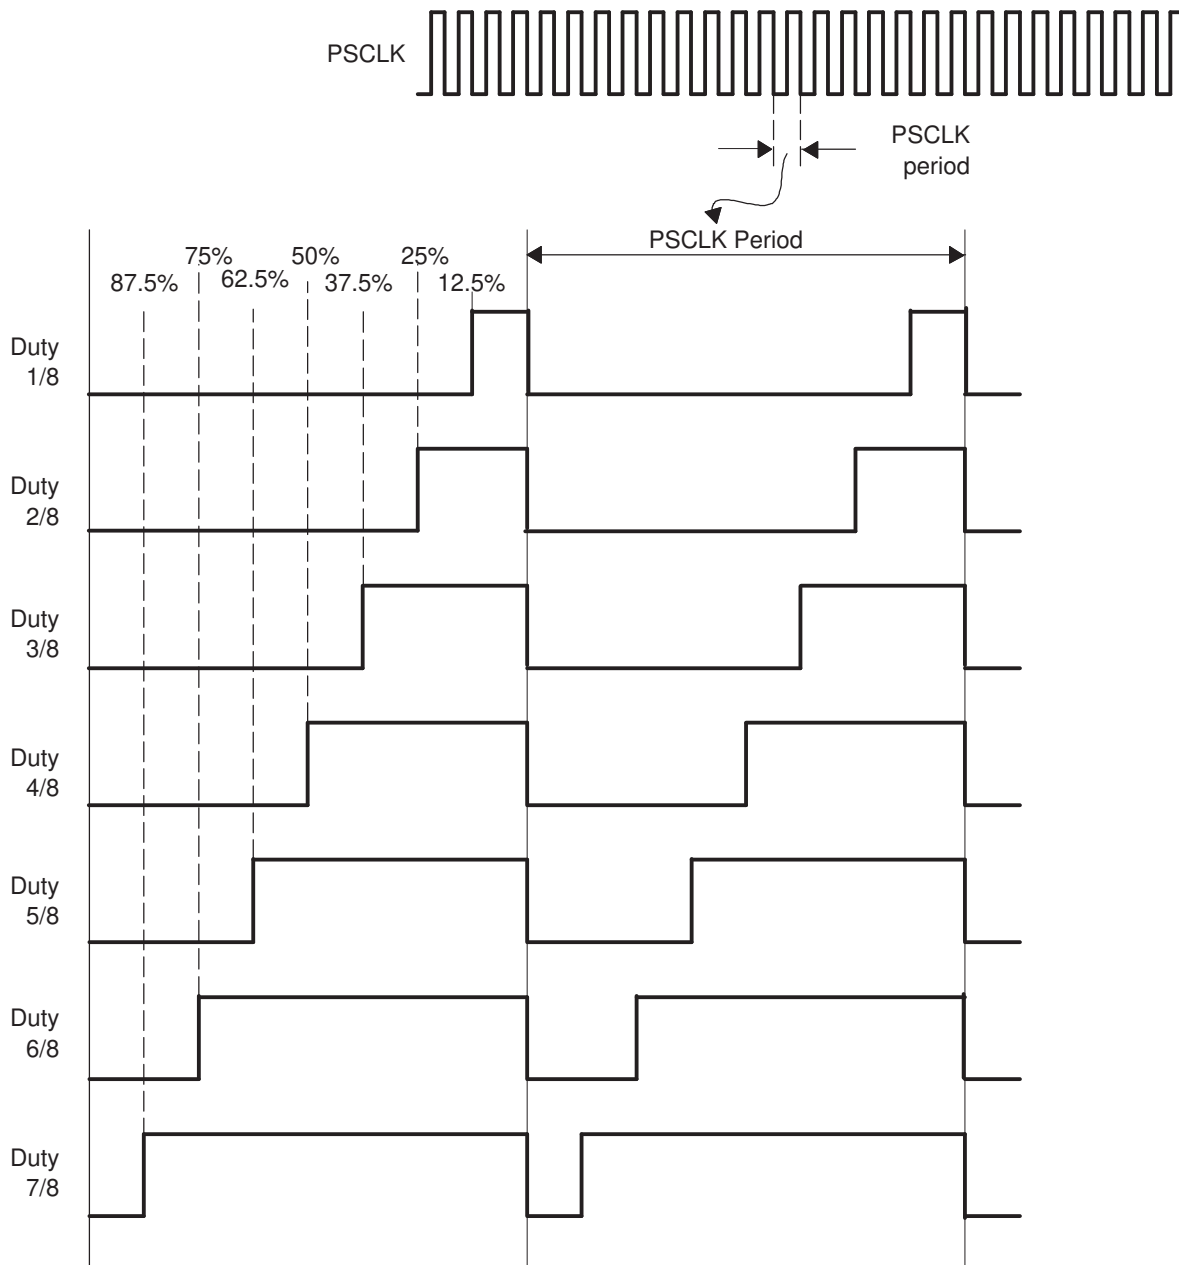 PSCLK
PSCLK
period
PSCLK Period
75%
50%
25%
87.5%
62.5%
37.5%
12.5%
Duty
1/8
Duty
2/8
Duty
3/8
Duty
4/8
Duty
5/8
Duty
6/8
Duty
7/8